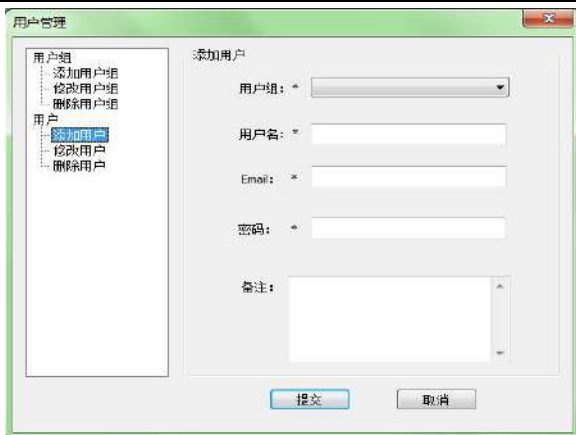 用户管理
用户组
添加用户组
修改用户组
删除用户组
用户
添加用户
修改用户
删除用户
添加用户
用户组: *
用户名: *
Email: *
密码: *
备注:
提交
取消